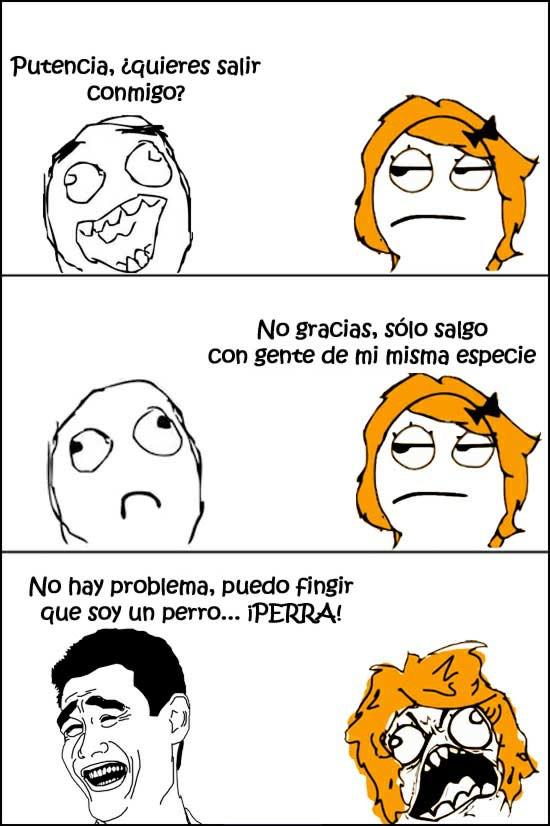 Putencia, ¿quieres salir
conmigo?
No gracias, sólo salgo
con gente de mi misma especie
No hay problema, puedo fingir
que soy un perro... ¡PERRA!